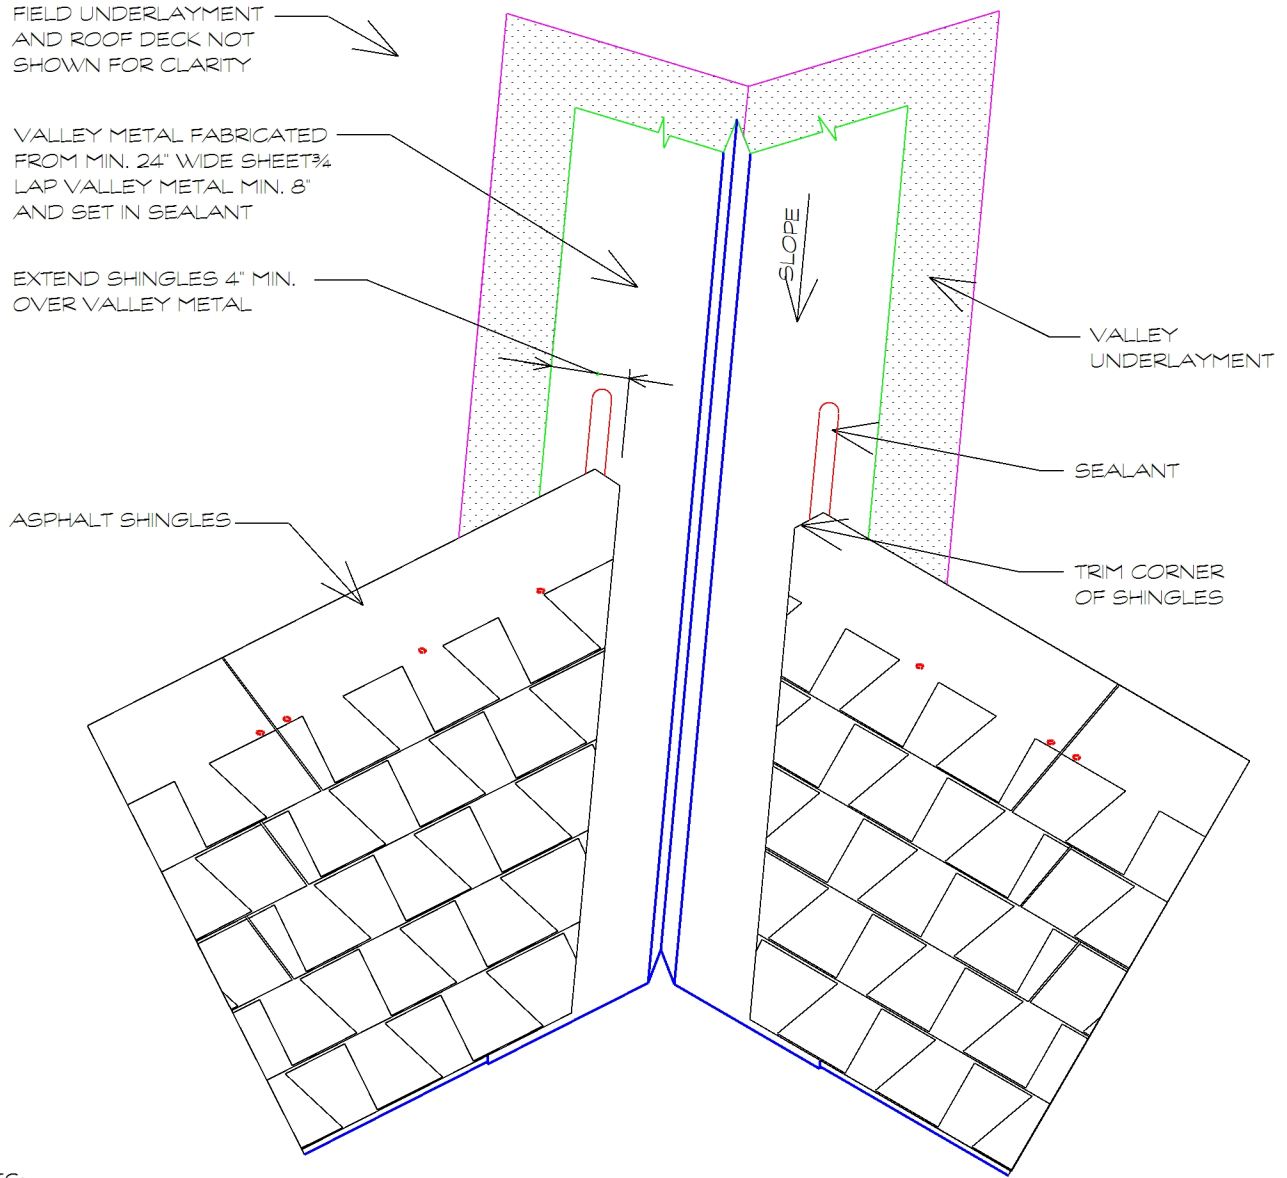 FIELD UNDERLAYMENT
AND ROOF DECK NOT
SHOWN FOR CLARITY
VALLEY METAL FABRICATED
FROM MIN. 24" WIDE SHEET¾
LAP VALLEY METAL MIN. 8"
AND SET IN SEALANT
EXTEND SHINGLES 4" MIN.
OVER VALLEY METAL
ASPHALT SHINGLES
SLOPE
VALLEY
UNDERLAYMENT
SEALANT
TRIM CORNER
OF SHINGLES